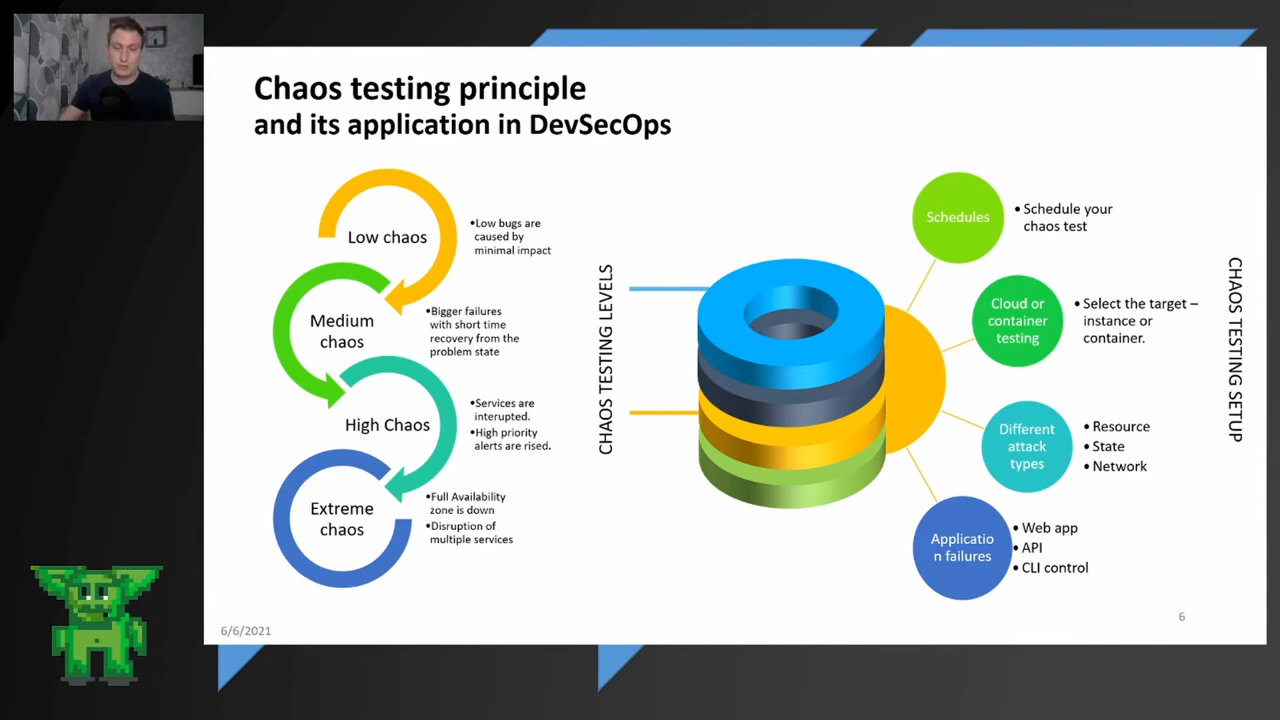 Chaos testing principle
and its application in DevSecOps
Low chaos
•Low bugs are
caused by
minimal impact
Medium
chaos
•Bigger failures
with short time
recovery from the
problem state
High Chaos
•Services are
interupted.
•High priority
alerts are rised.
Extreme
chaos
•Full Availability
zone is down
•Disruption of
multiple services
CHAOS TESTING LEVELS
Schedules
• Schedule your
chaos test
Cloud or
container
testing
• Select the target –
instance or
container.
Different
attack
types
• Resource
• State
• Network
Applicatio
n failures
• Web app
• API
• CLI control
CHAOS TESTING SETUP
6/6/2021
6